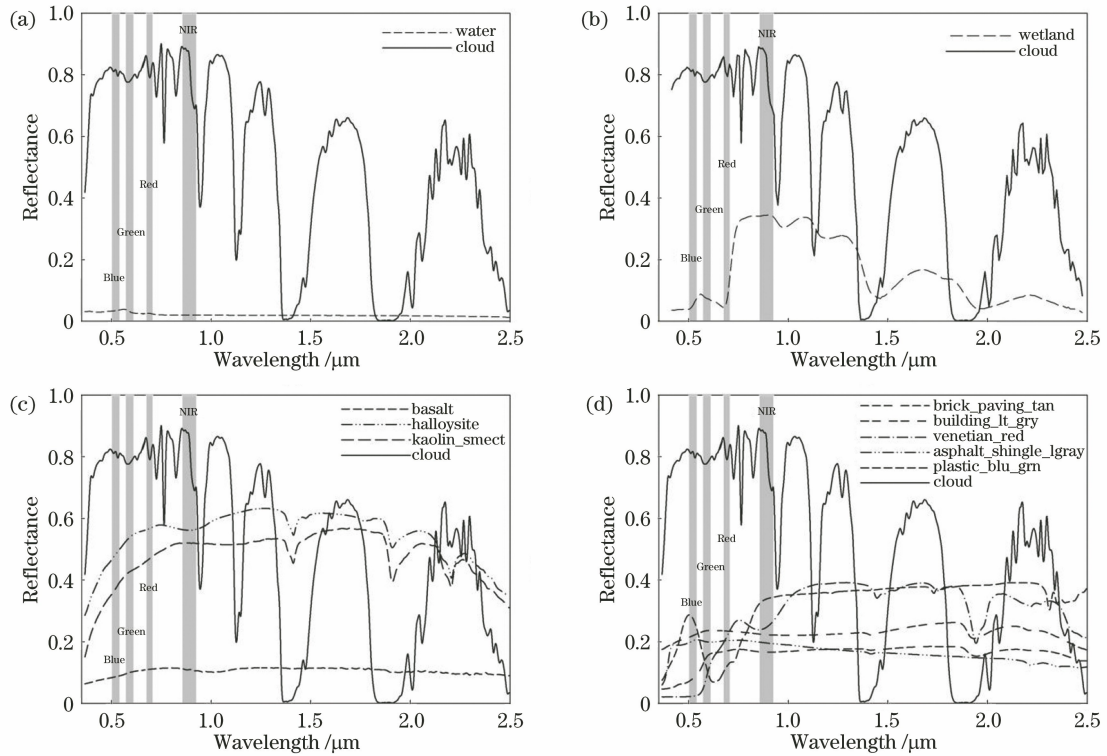 (a)
1.0
0.8
0.6
0.4
0.2
0
Reflectance
NIR
Red
Green
Blue
water
cloud
0.5
1.0
1.5
2.0
2.5
Wavelength /μm
(b)
1.0
0.8
0.6
0.4
0.2
0
Reflectance
NIR
Red
Green
Blue
wetland
cloud
0.5
1.0
1.5
2.0
2.5
Wavelength /μm
(c)
1.0
0.8
0.6
0.4
0.2
0
Reflectance
NIR
Red
Green
Blue
basalt
halloysite
kaolin_smect
cloud
0.5
1.0
1.5
2.0
2.5
Wavelength /μm
(d)
1.0
0.8
0.6
0.4
0.2
0
Reflectance
NIR
Red
Green
Blue
brick_paving_tan
building_lt_gry
venetian_red
asphalt_shingle_lgray
plastic_blu_grn
cloud
0.5
1.0
1.5
2.0
2.5
Wavelength /μm